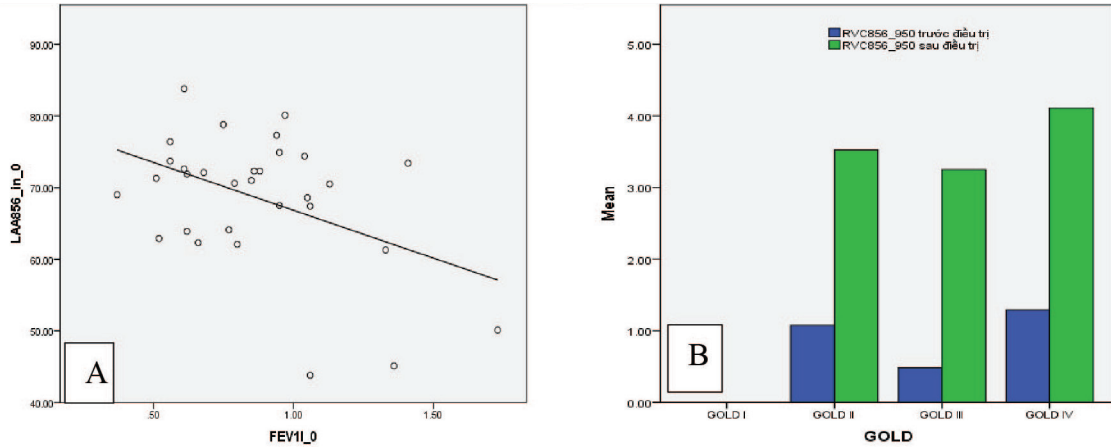 90.00
80.00
70.00
60.00
50.00
40.00
LAA856_in_0
A
.50
1.00
1.50
FEV1l_0
RVC856_950 trước điều trị
RVC856_950 sau điều trị
5.00
4.00
3.00
2.00
1.00
0.00
Mean
B
GOLD I
GOLD II
GOLD III
GOLD IV
GOLD